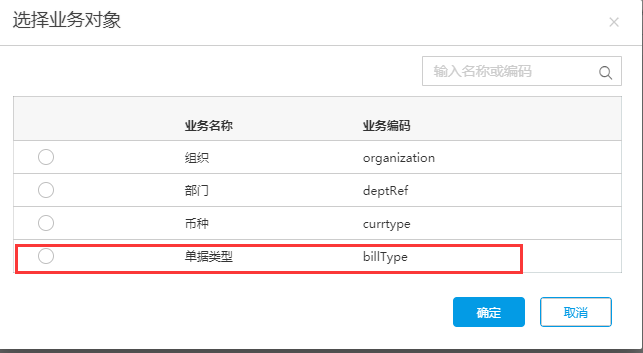 选择业务对象
输入名称或编码
业务名称 业务编码
组织 organization
部门 deptRef
币种 currtype
单据类型 billType
确定 取消